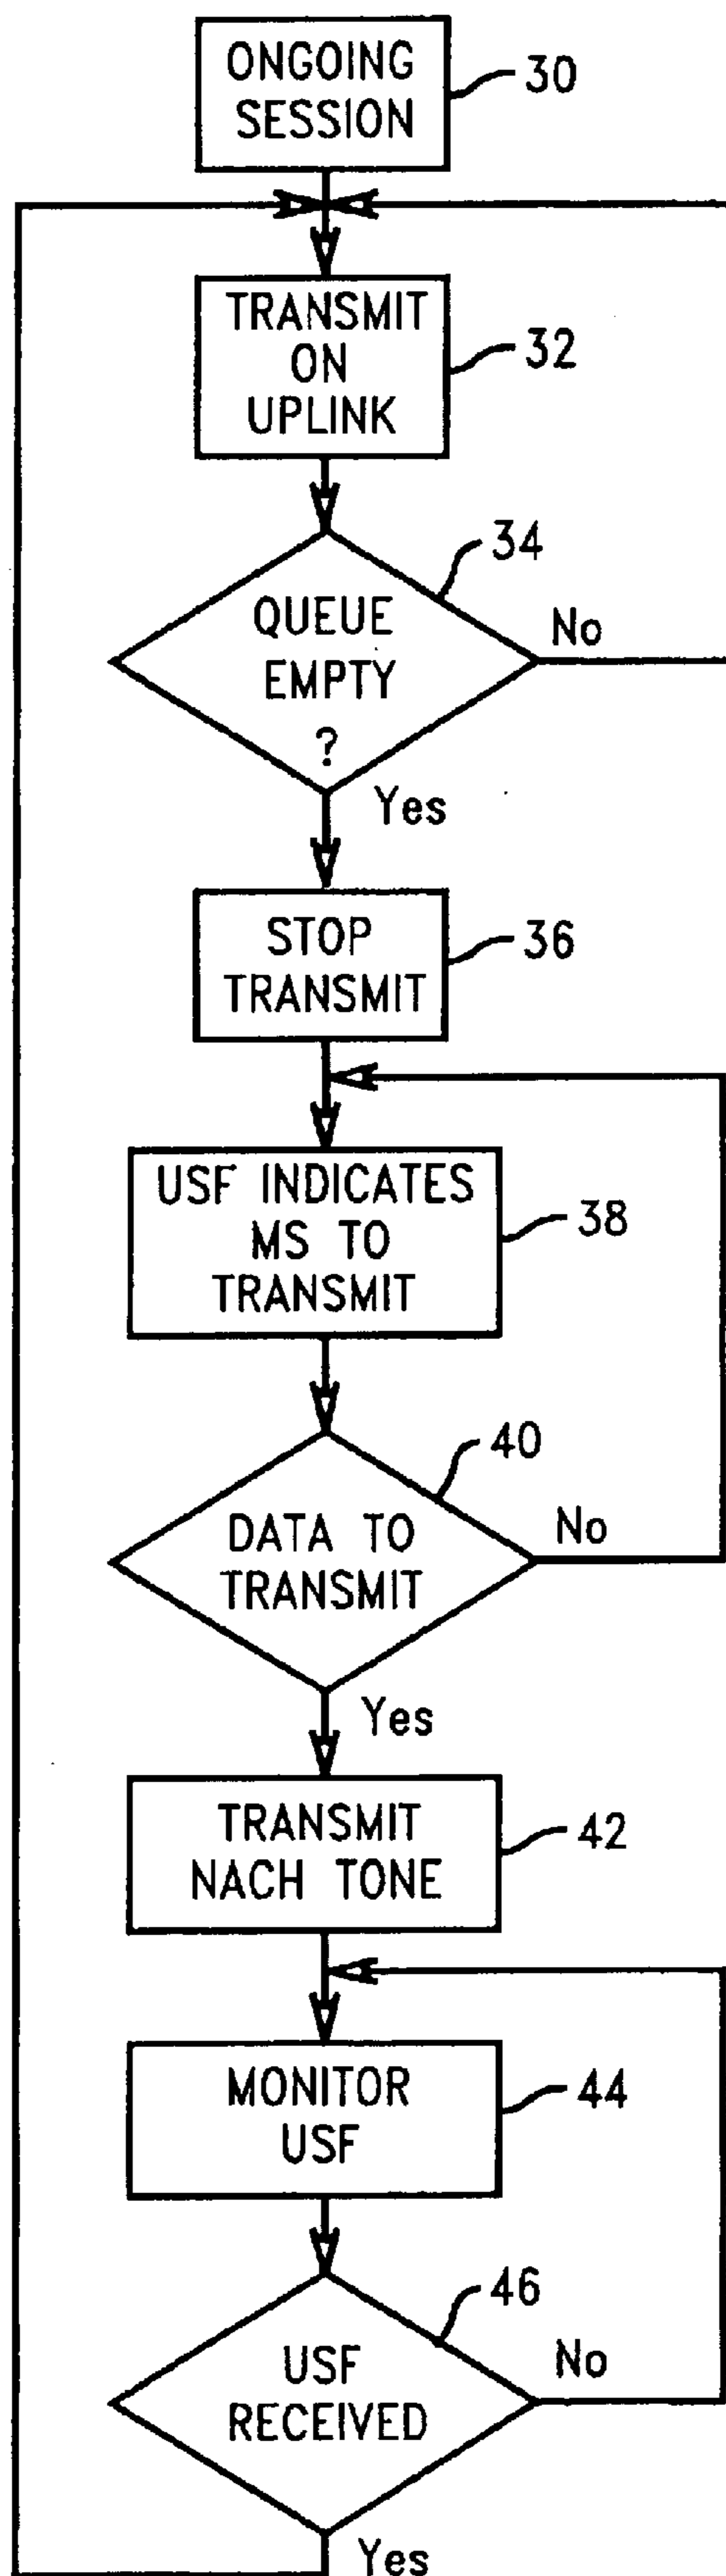 ONGOING
SESSION
30
TRANSMIT
ON
UPLINK
32
34
QUEUE
EMPTY
?
No
Yes
STOP
TRANSMIT
36
USF INDICATES
MS TO
TRANSMIT
38
40
DATA TO
TRANSMIT
No
Yes
TRANSMIT
NACH TONE
42
MONITOR
USF
44
46
USF
RECEIVED
No
Yes